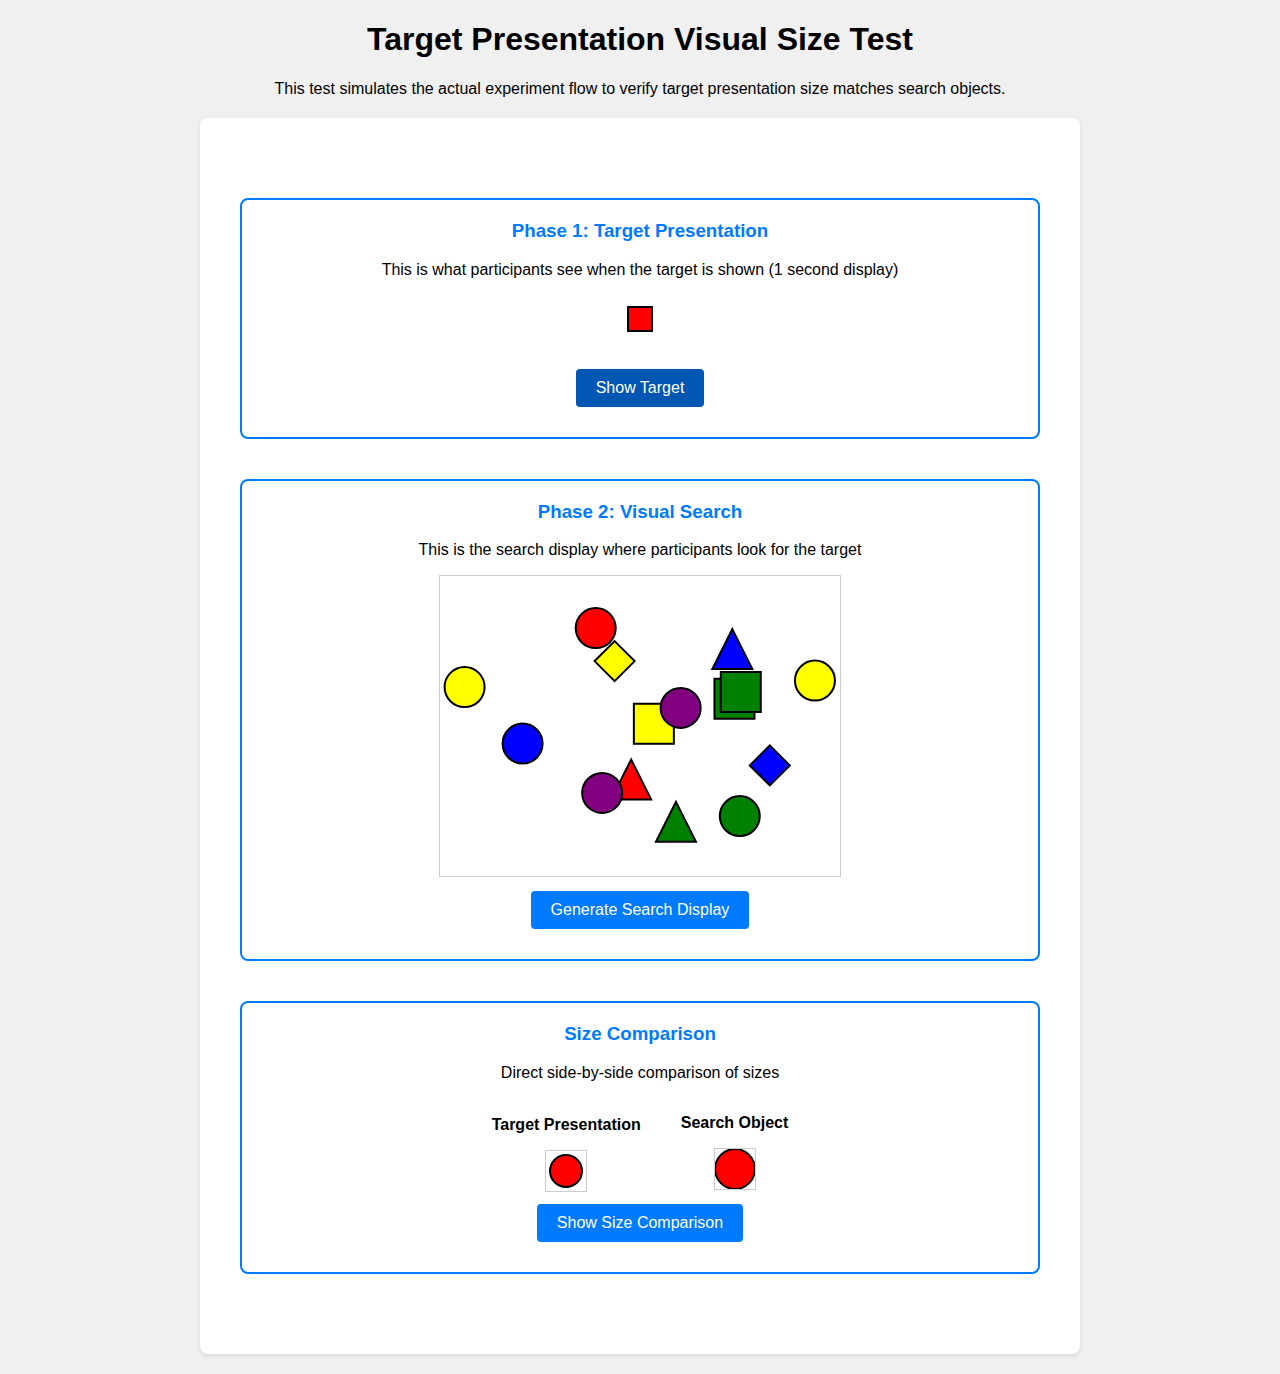 Target Presentation Visual Size Test
This test simulates the actual experiment flow to verify target presentation size matches search objects.
Phase 1: Target Presentation
This is what participants see when the target is shown (1 second display)
Show Target
Phase 2: Visual Search
This is the search display where participants look for the target
Generate Search Display
Size Comparison
Direct side-by-side comparison of sizes
Target Presentation
Search Object
Show Size Comparison